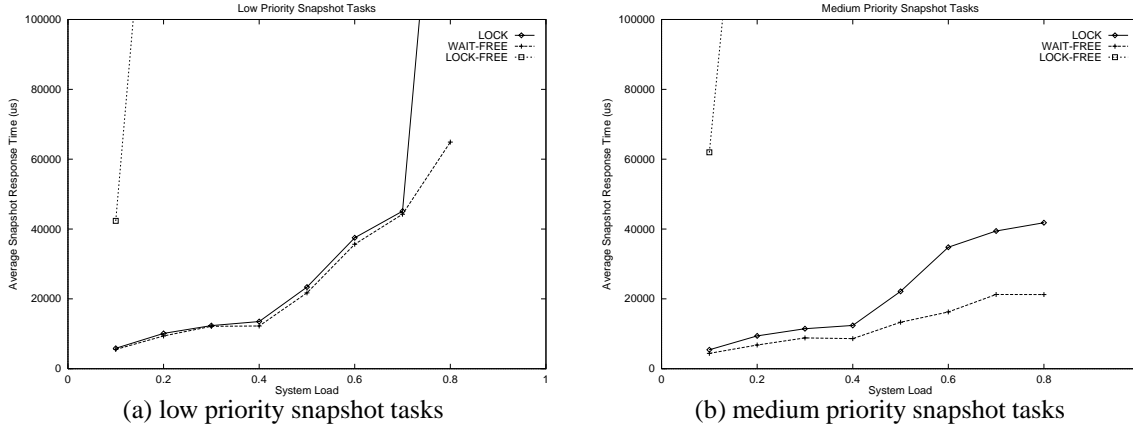 Low Priority Snapshot Tasks
100000
80000
60000
40000
20000
0
0
0.2
0.4
0.6
0.8
1
Average Snapshot Response Time (us)
System Load
LOCK
WAIT-FREE
LOCK-FREE
(a) low priority snapshot tasks
Medium Priority Snapshot Tasks
100000
80000
60000
40000
20000
0
0
0.2
0.4
0.6
0.8
Average Snapshot Response Time (us)
System Load
LOCK
WAIT-FREE
LOCK-FREE
(b) medium priority snapshot tasks